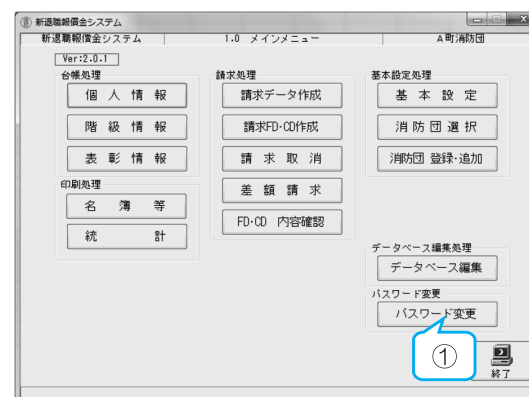 新退職報償金システム
新退職報償金システム 1.0 メインメニュー A町消防団
Ver:2.0.1
台帳処理
個人情報
階級情報
表彰情報
印刷処理
名簿等
統計
請求処理
請求データ作成
請求FD・CD作成
請求取消
差額請求
FD・CD 内容確認
基本設定処理
基本設定
消防団選択
消防団 登録・追加
データベース編集処理
データベース編集
パスワード変更
パスワード変更
①
終了